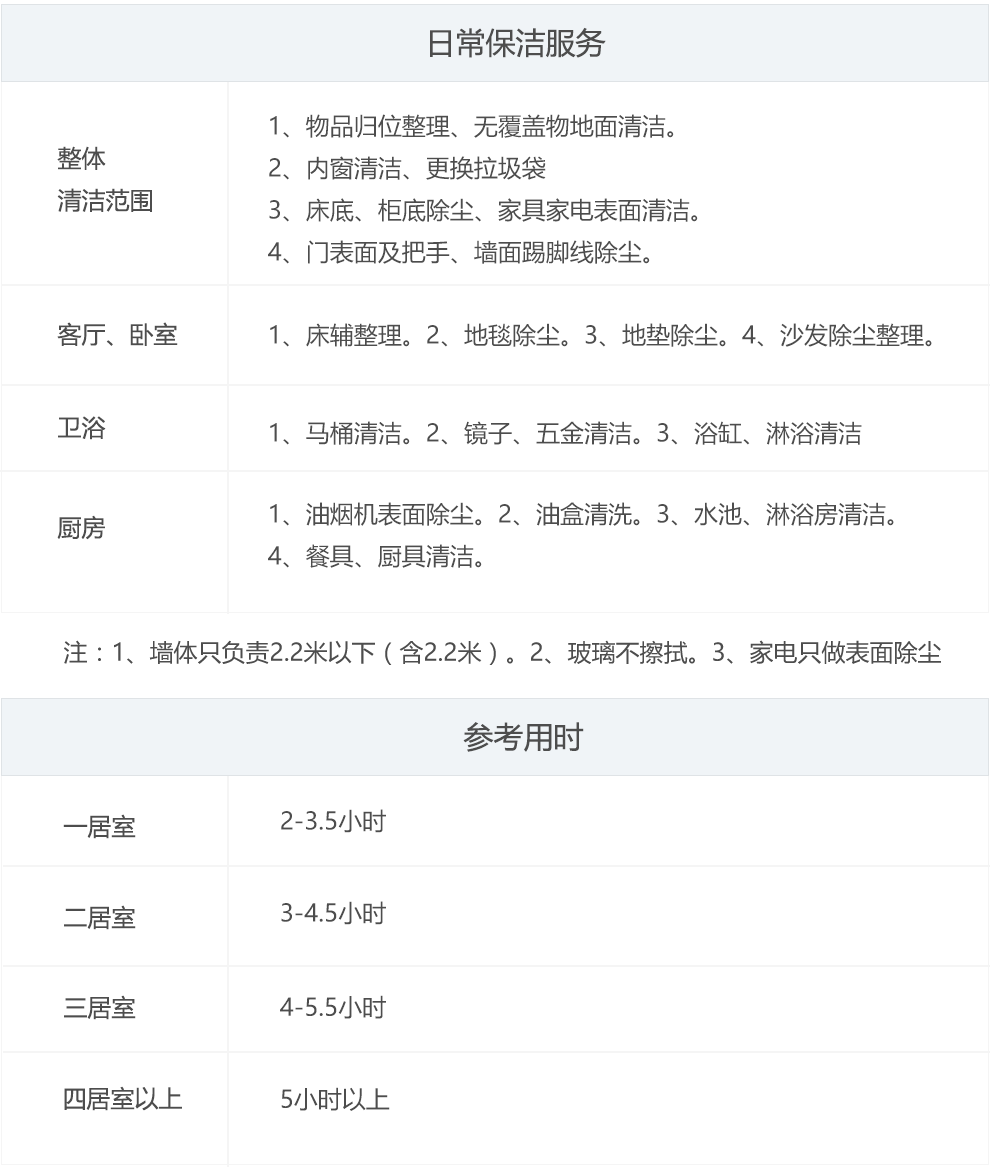 日常保洁服务
整体
清洁范围
1、物品归位整理、无覆盖物地面清洁。
2、内窗清洁、更换拉圾袋
3、床底、柜底除尘、家具家电表面清洁。
4、门表面及把手、墙面踢脚线除尘。
客厅、卧室
1、床辅整理。2、地毯除尘。3、地垫除尘。4、沙发除尘整理。
卫浴
1、马桶清洁。2、镜子、五金清洁。3、浴缸、淋浴清洁
厨房
1、油烟机表面除尘。2、油盒清洗。3、水池、淋浴房清洁。
4、餐具、厨具清洁。
注：1、墙体只负责2.2米以下（含2.2米）。2、玻璃不擦拭。3、家电只做表面除尘
参考用时
一居室
2-3.5小时
二居室
3-4.5小时
三居室
4-5.5小时
四居室以上
5小时以上